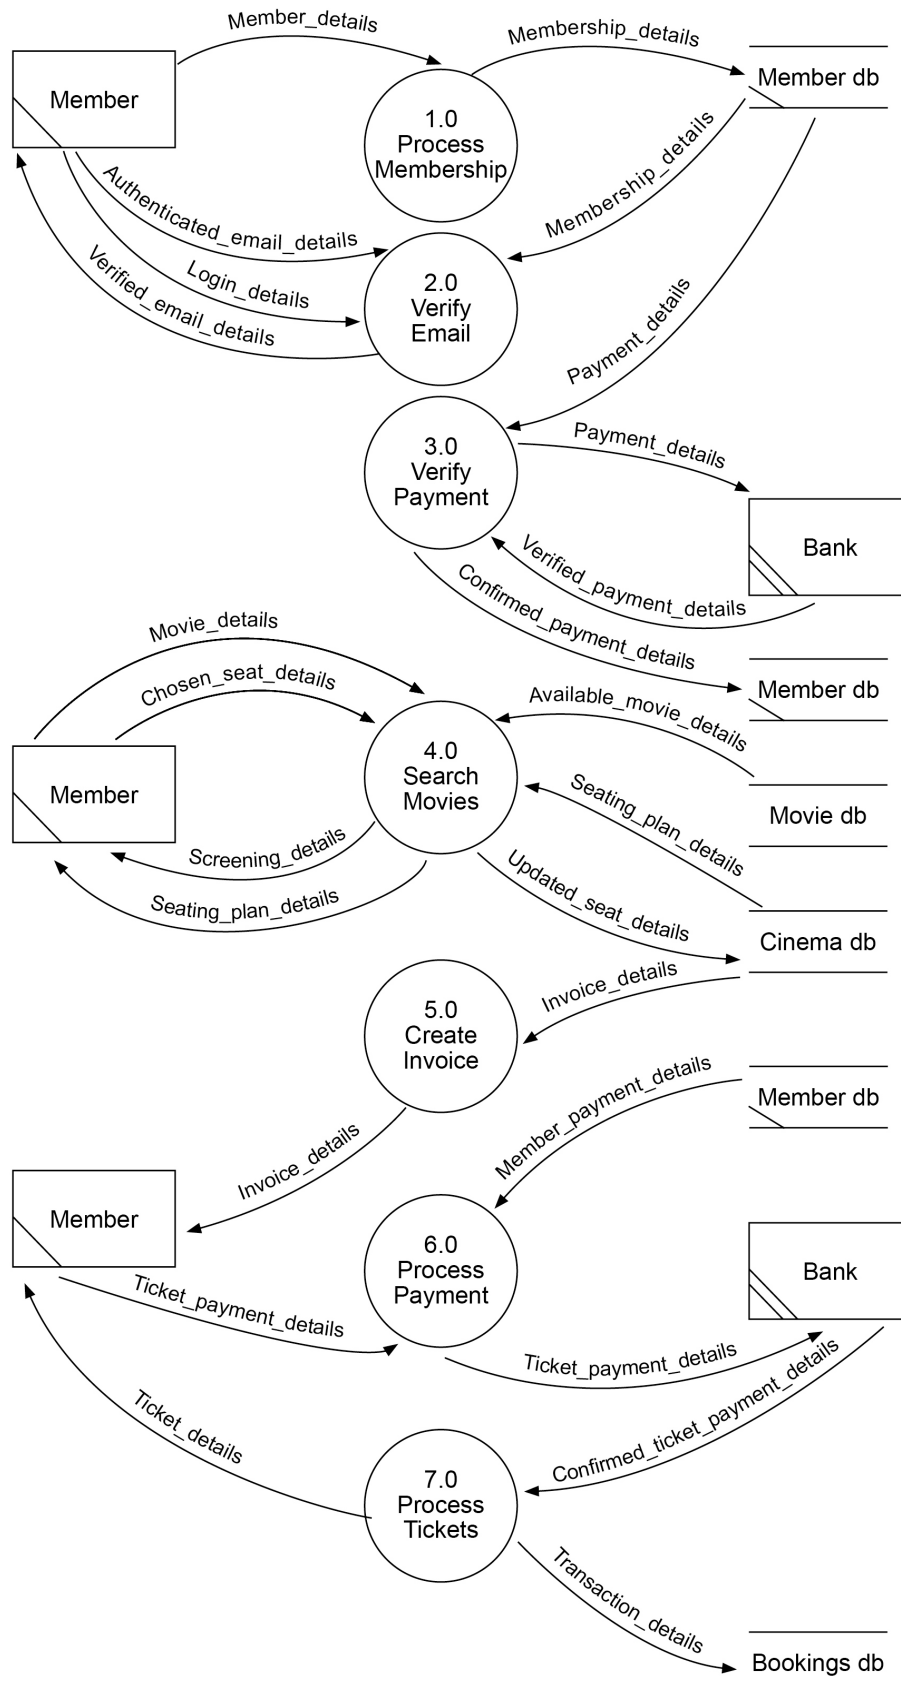 Member_details
Membership_details
Member
Member db
1.0
Process
Membership
Membership_details
Authenticated_email_details
Login_details
Verified_email_details
2.0
Verify
Email
Payment_details
3.0
Verify
Payment
Payment_details
Bank
Verified_payment_details
Confirmed_payment_details
Member db
Movie_details
Chosen_seat_details
Available_movie_details
Member
4.0
Search
Movies
Movie db
Seating_plan_details
Screening_details
Seating_plan_details
Updated_seat_details
Cinema db
Invoice_details
5.0
Create
Invoice
Member_payment_details
Member db
Invoice_details
Member
6.0
Process
Payment
Bank
Ticket_payment_details
Ticket_payment_details
Confirmed_ticket_payment_details
Ticket_details
7.0
Process
Tickets
Transaction_details
Bookings db